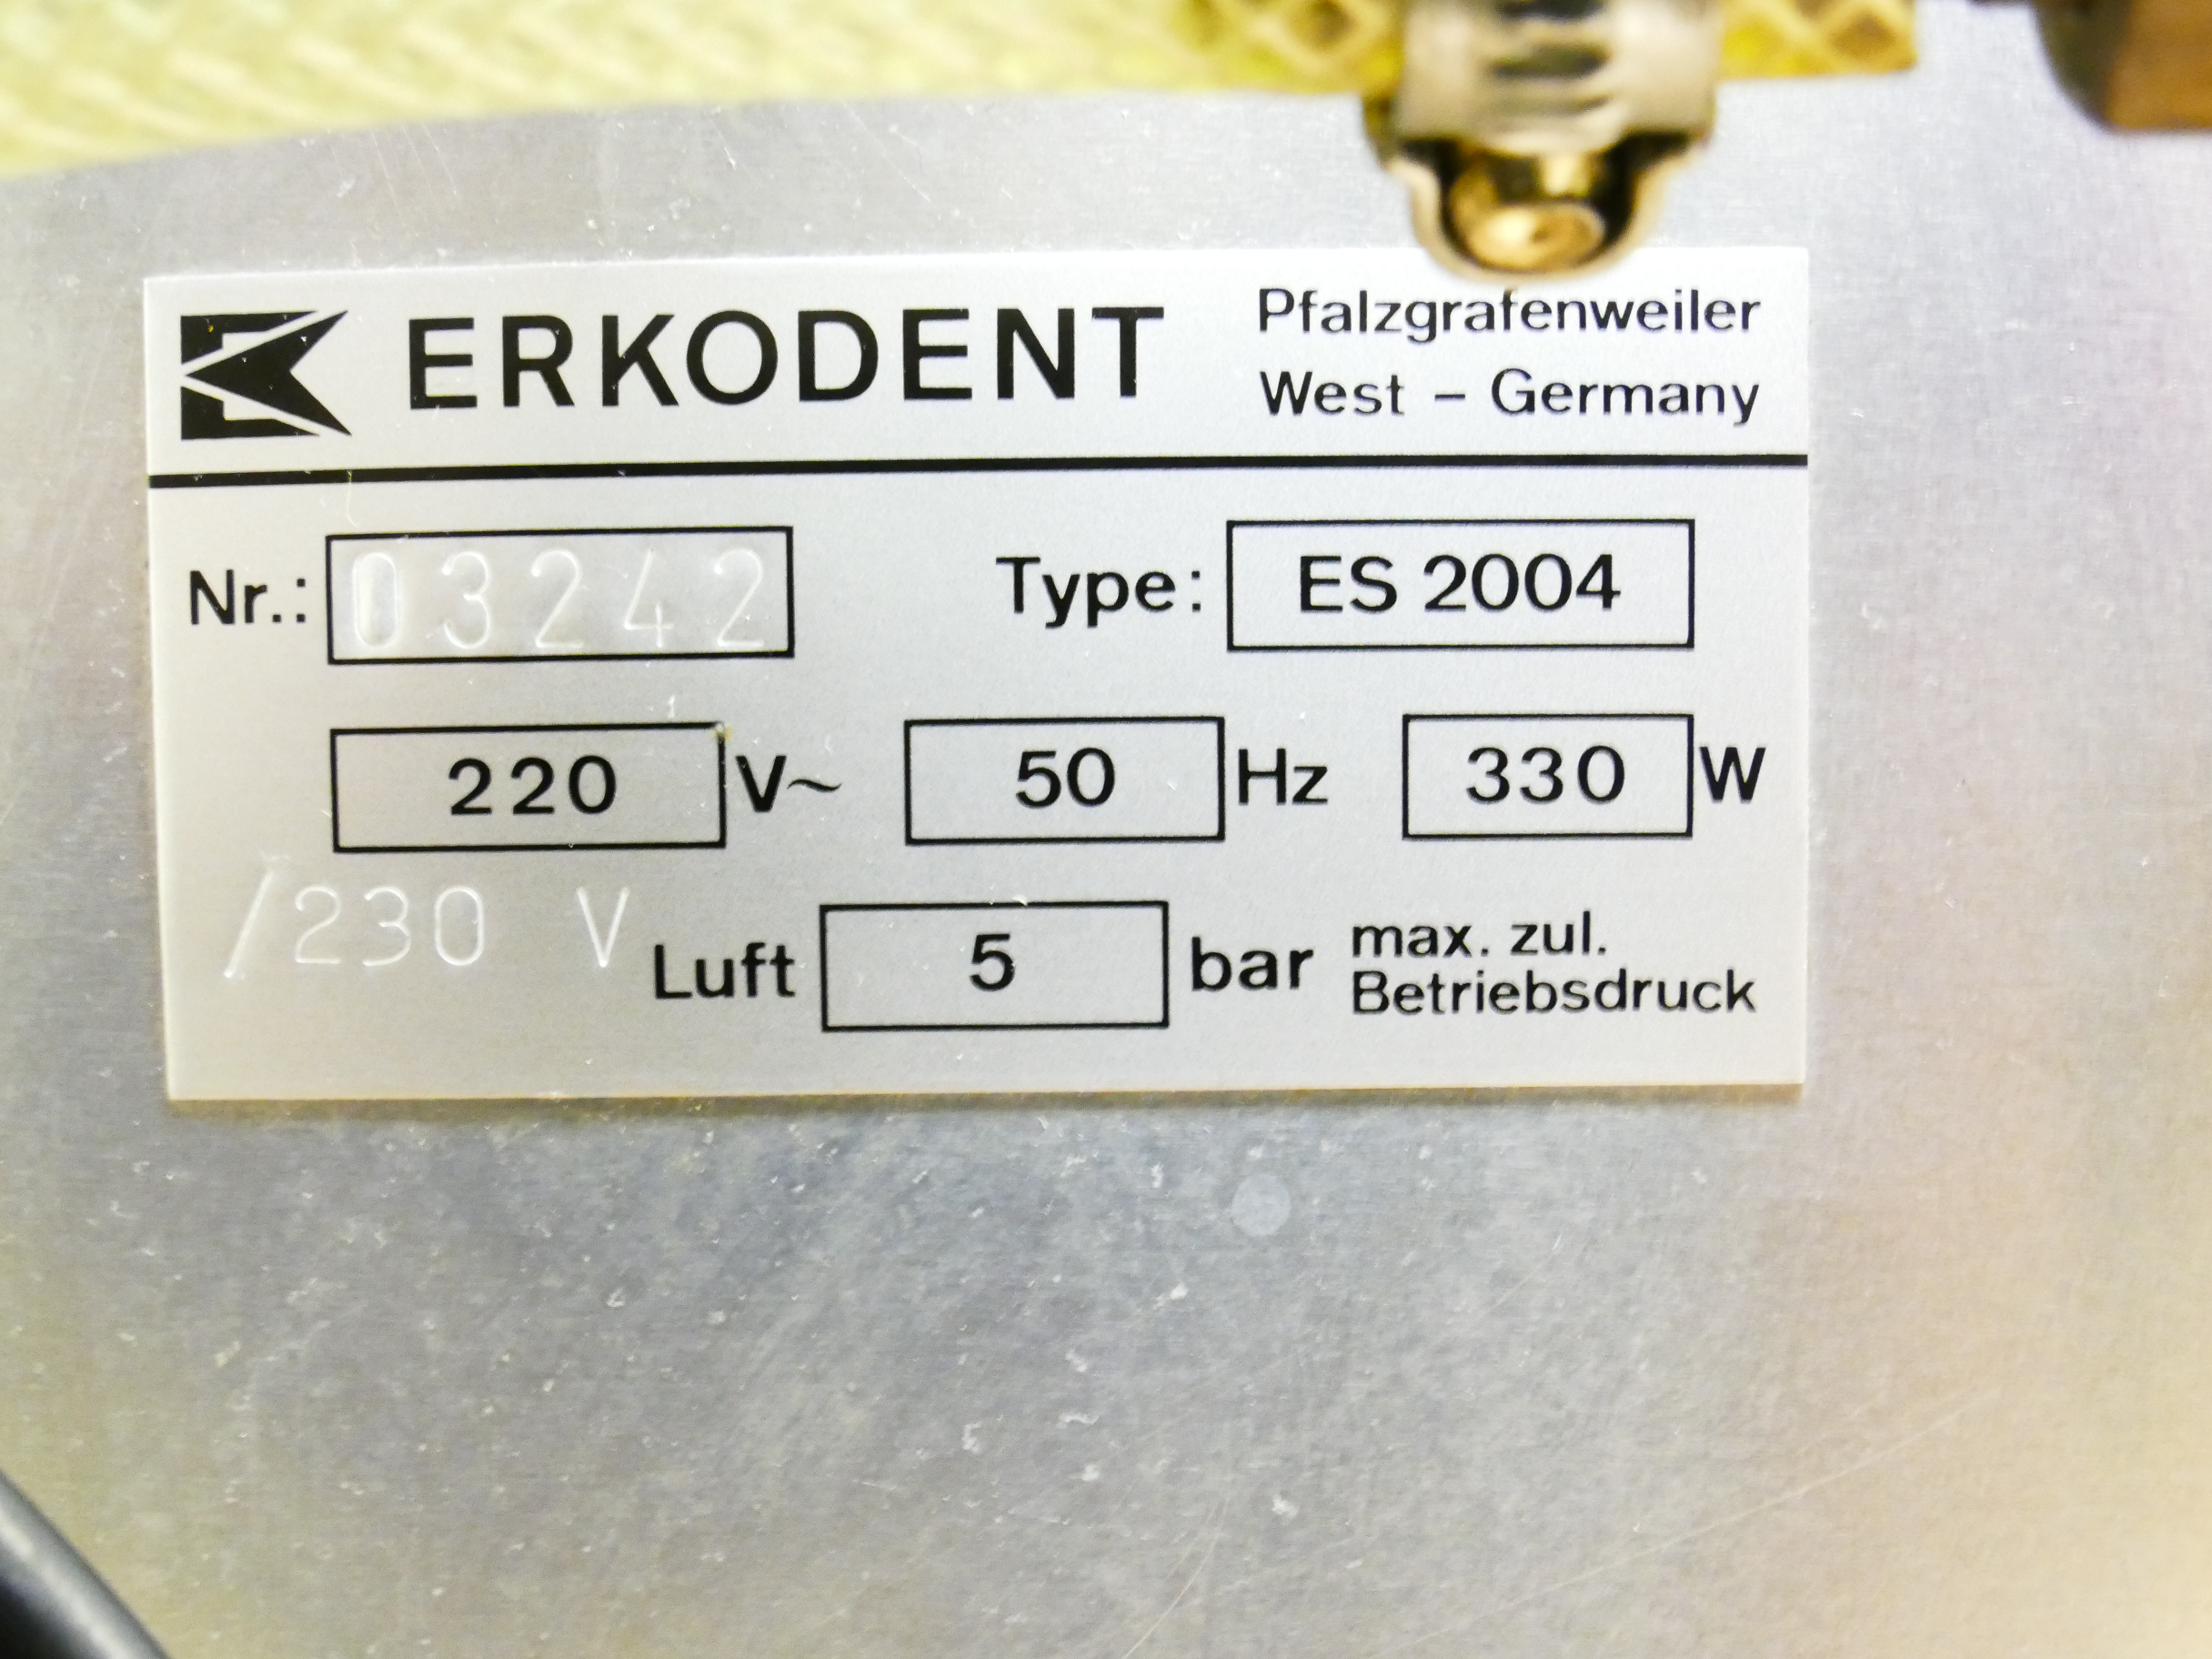 ERKODENT
Pfalzgrafenweiler
West – Germany
Nr.: 03242 Type: ES 2004
220 V~ 50 Hz 330 W
/230 V
Luft 5 bar max. zul.
Betriebsdruck